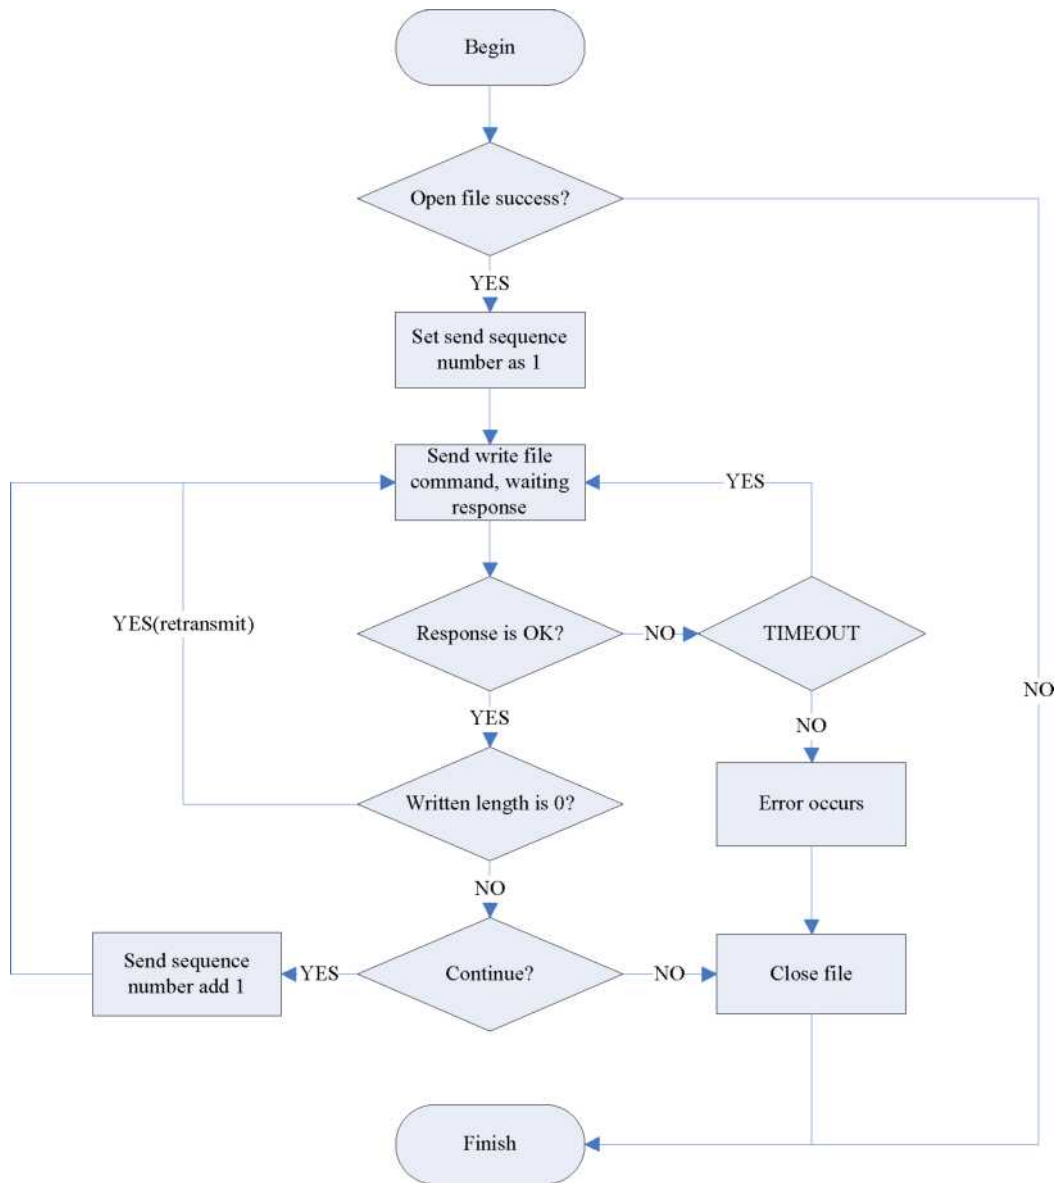 Begin
Open file success?
YES
Set send sequence
number as 1
Send write file
command, waiting
response
YES
YES(retransmit)
Response is OK?
NO
TIMEOUT
NO
YES
NO
Written length is 0?
Error occurs
NO
Send sequence
number add 1
YES
Continue?
NO
Close file
Finish